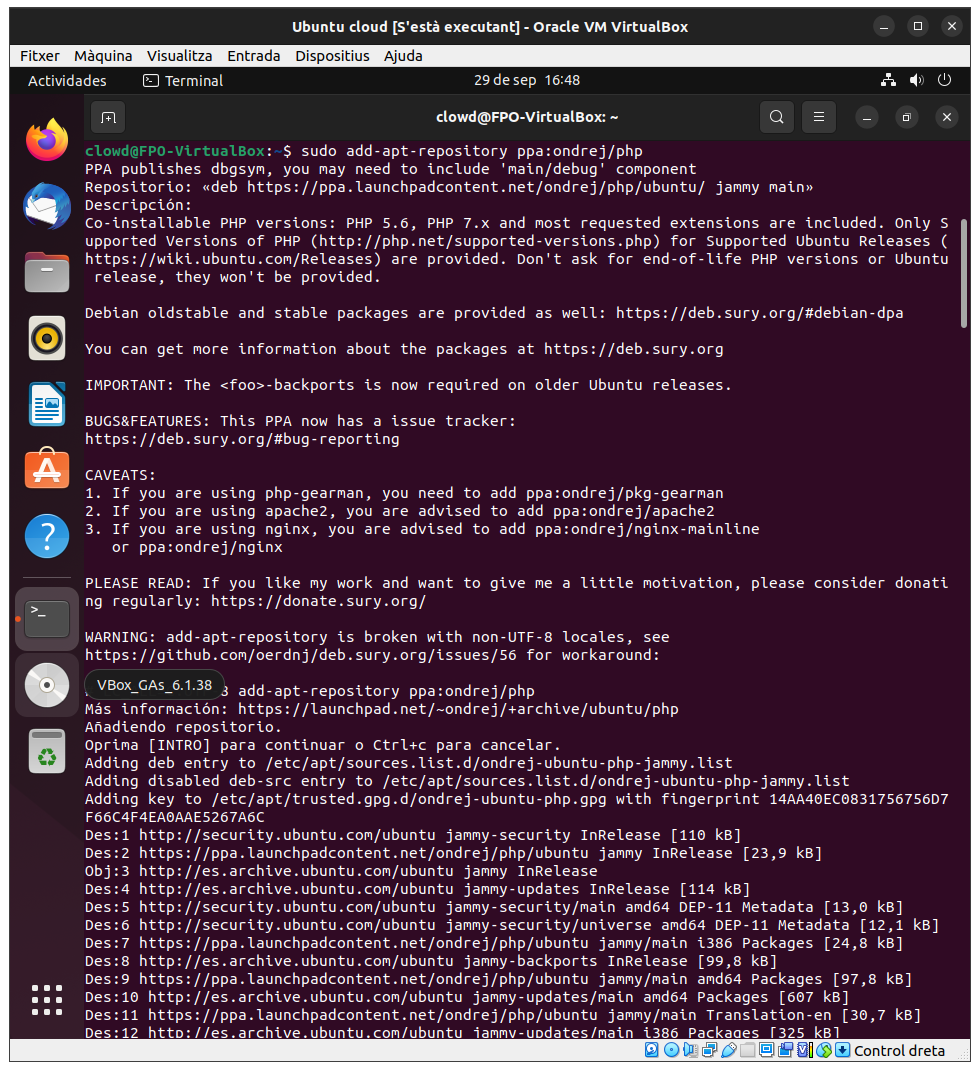 Ubuntu cloud [S'està executant] - Oracle VM VirtualBox
Fitxer Màquina Visualitza Entrada Dispositius Ajuda
Actividades Terminal 29 de sep 16:48
clowd@FPO-VirtualBox: ~
clowd@FPO-VirtualBox:~$ sudo add-apt-repository ppa:ondrej/php
PPA publishes dbgsym, you may need to include 'main/debug' component
Repositorio: «deb https://ppa.launchpadcontent.net/ondrej/php/ubuntu/ jammy main»
Descripción:
Co-installable PHP versions: PHP 5.6, PHP 7.x and most requested extensions are included. Only S
upported Versions of PHP (http://php.net/supported-versions.php) for Supported Ubuntu Releases (
https://wiki.ubuntu.com/Releases) are provided. Don't ask for end-of-life PHP versions or Ubuntu
 release, they won't be provided.
Debian oldstable and stable packages are provided as well: https://deb.sury.org/#debian-dpa
You can get more information about the packages at https://deb.sury.org
IMPORTANT: The <foo>-backports is now required on older Ubuntu releases.
BUGS&FEATURES: This PPA now has a issue tracker:
https://deb.sury.org/#bug-reporting
CAVEATS:
1. If you are using php-gearman, you need to add ppa:ondrej/pkg-gearman
2. If you are using apache2, you are advised to add ppa:ondrej/apache2
3. If you are using nginx, you are advised to add ppa:ondrej/nginx-mainline
   or ppa:ondrej/nginx
PLEASE READ: If you like my work and want to give me a little motivation, please consider donati
ng regularly: https://donate.sury.org/
WARNING: add-apt-repository is broken with non-UTF-8 locales, see
https://github.com/oerdnj/deb.sury.org/issues/56 for workaround:
VBox_GAs_6.1.38
8 add-apt-repository ppa:ondrej/php
Más información: https://launchpad.net/~ondrej/+archive/ubuntu/php
Añadiendo repositorio.
Oprima [INTRO] para continuar o Ctrl+c para cancelar.
Adding deb entry to /etc/apt/sources.list.d/ondrej-ubuntu-php-jammy.list
Adding disabled deb-src entry to /etc/apt/sources.list.d/ondrej-ubuntu-php-jammy.list
Adding key to /etc/apt/trusted.gpg.d/ondrej-ubuntu-php.gpg with fingerprint 14AA40EC0831756756D7
F66C4F4EA0AAE5267A6C
Des:1 http://security.ubuntu.com/ubuntu jammy-security InRelease [110 kB]
Des:2 https://ppa.launchpadcontent.net/ondrej/php/ubuntu jammy InRelease [23,9 kB]
Obj:3 http://es.archive.ubuntu.com/ubuntu jammy InRelease
Des:4 http://es.archive.ubuntu.com/ubuntu jammy-updates InRelease [114 kB]
Des:5 http://security.ubuntu.com/ubuntu jammy-security/main amd64 DEP-11 Metadata [13,0 kB]
Des:6 http://security.ubuntu.com/ubuntu jammy-security/universe amd64 DEP-11 Metadata [12,1 kB]
Des:7 https://ppa.launchpadcontent.net/ondrej/php/ubuntu jammy/main i386 Packages [24,8 kB]
Des:8 http://es.archive.ubuntu.com/ubuntu jammy-backports InRelease [99,8 kB]
Des:9 https://ppa.launchpadcontent.net/ondrej/php/ubuntu jammy/main amd64 Packages [97,8 kB]
Des:10 http://es.archive.ubuntu.com/ubuntu jammy-updates/main amd64 Packages [607 kB]
Des:11 https://ppa.launchpadcontent.net/ondrej/php/ubuntu jammy/main Translation-en [30,7 kB]
Des:12 http://es.archive.ubuntu.com/ubuntu jammy-updates/main i386 Packages [325 kB]
Control dreta